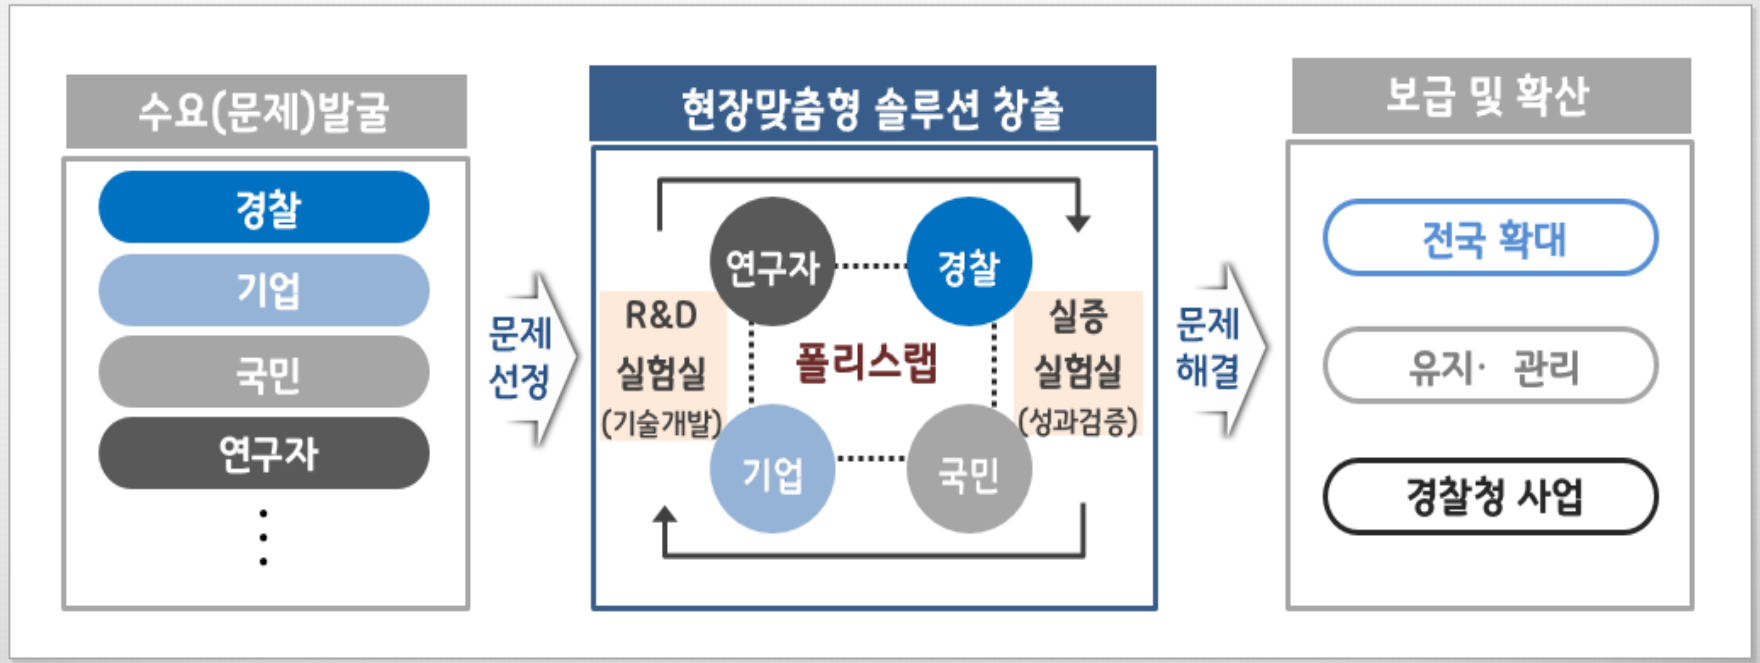 수요(문제)발굴
경찰
기업
국민
연구자
문제
선정
현장맞춤형 솔루션 창출
연구자
경찰
R&D
실험실
(기술개발)
폴리스랩
실증
실험실
(성과검증)
기업
국민
문제
해결
보급 및 확산
전국 확대
유지· 관리
경찰청 사업